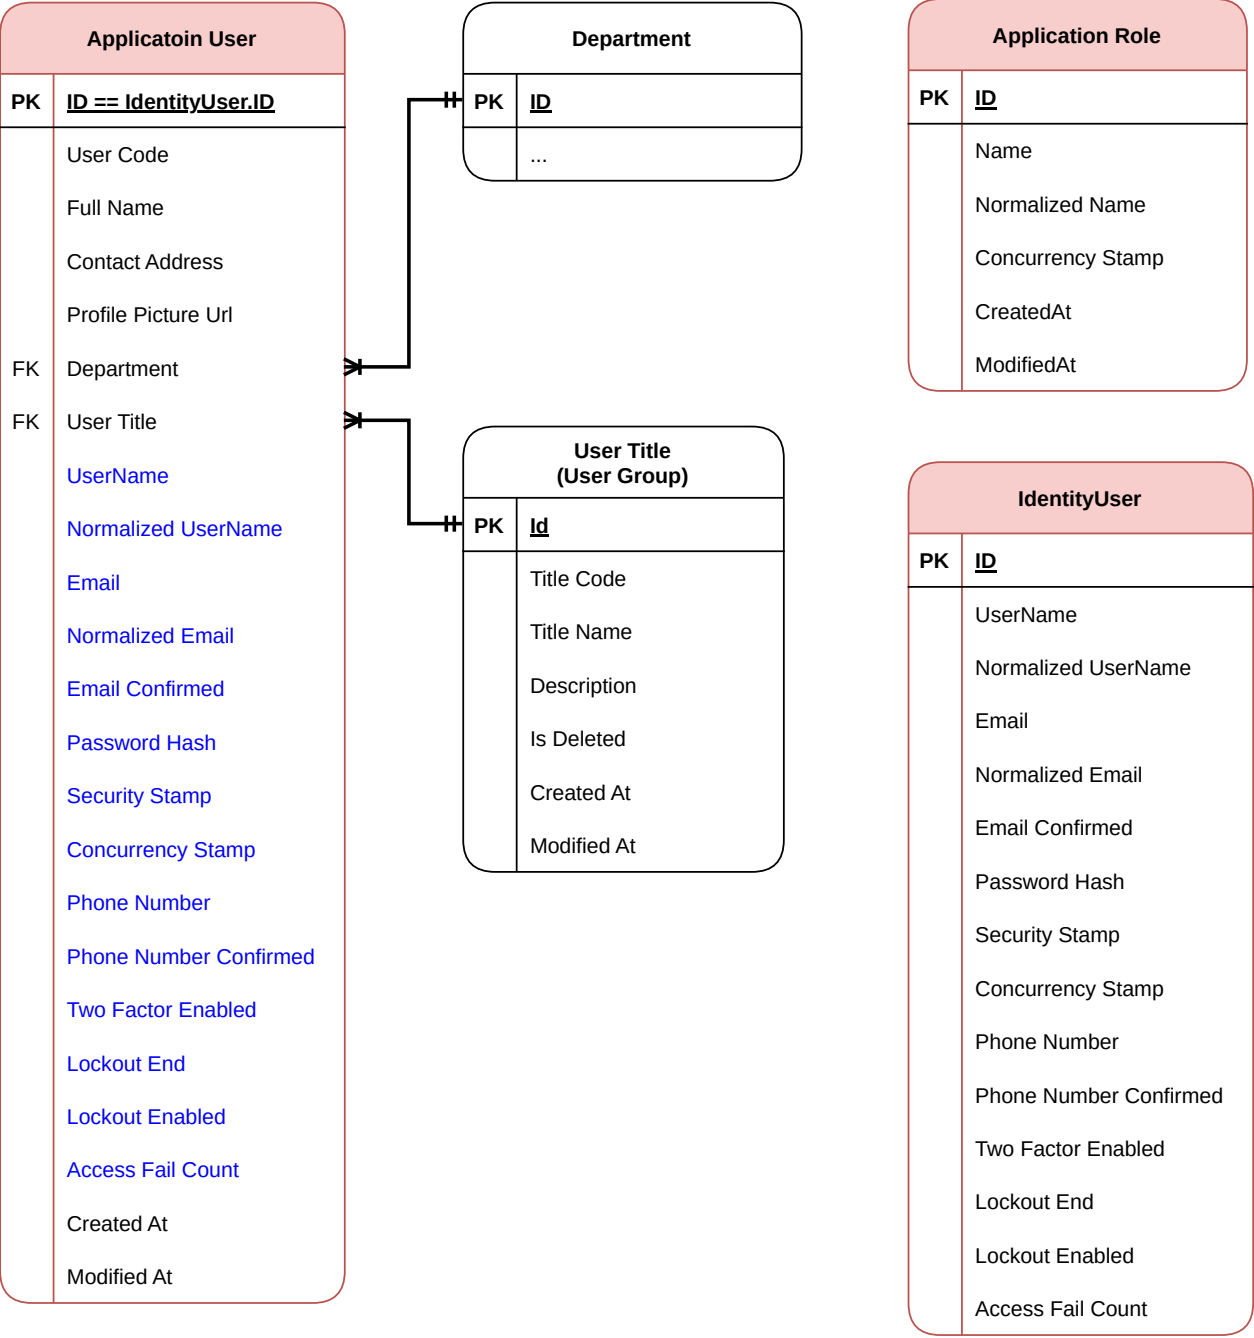 Applicatoin User
PK ID == IdentityUser.ID
User Code
Full Name
Contact Address
Profile Picture Url
FK Department
FK User Title
UserName
Normalized UserName
Email
Normalized Email
Email Confirmed
Password Hash
Security Stamp
Concurrency Stamp
Phone Number
Phone Number Confirmed
Two Factor Enabled
Lockout End
Lockout Enabled
Access Fail Count
Created At
Modified At
Department
PK ID
...
User Title
(User Group)
PK Id
Title Code
Title Name
Description
Is Deleted
Created At
Modified At
Application Role
PK ID
Name
Normalized Name
Concurrency Stamp
CreatedAt
ModifiedAt
IdentityUser
PK ID
UserName
Normalized UserName
Email
Normalized Email
Email Confirmed
Password Hash
Security Stamp
Concurrency Stamp
Phone Number
Phone Number Confirmed
Two Factor Enabled
Lockout End
Lockout Enabled
Access Fail Count